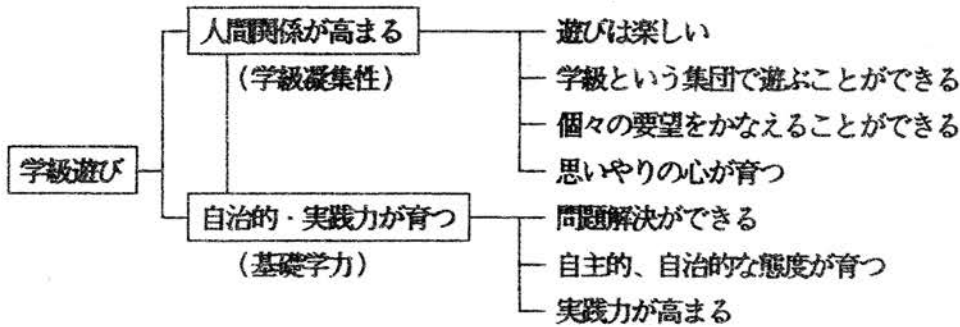 人間関係が高まる
(学級凝集性)
遊びは楽しい
学級という集団で遊ぶことができる
個々の要望をかなえることができる
思いやりの心が育つ
学級遊び
自治的・実践力が育つ
(基礎学力)
問題解決ができる
自主的、自治的な態度が育つ
実践力が高まる